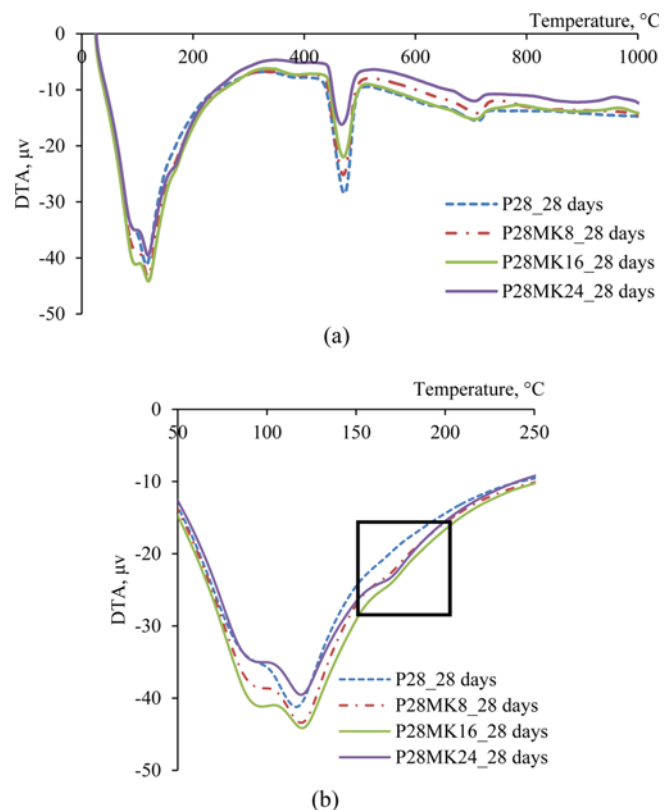 Temperature, °C
0
0 200 400 600 800 1000
-10
-20
-30
-40
-50
DTA, μv
P28_28 days
P28MK8_28 days
P28MK16_28 days
P28MK24_28 days
(a)
Temperature, °C
0
50 100 150 200 250
-10
-20
-30
-40
-50
DTA, μv
P28_28 days
P28MK8_28 days
P28MK16_28 days
P28MK24_28 days
(b)